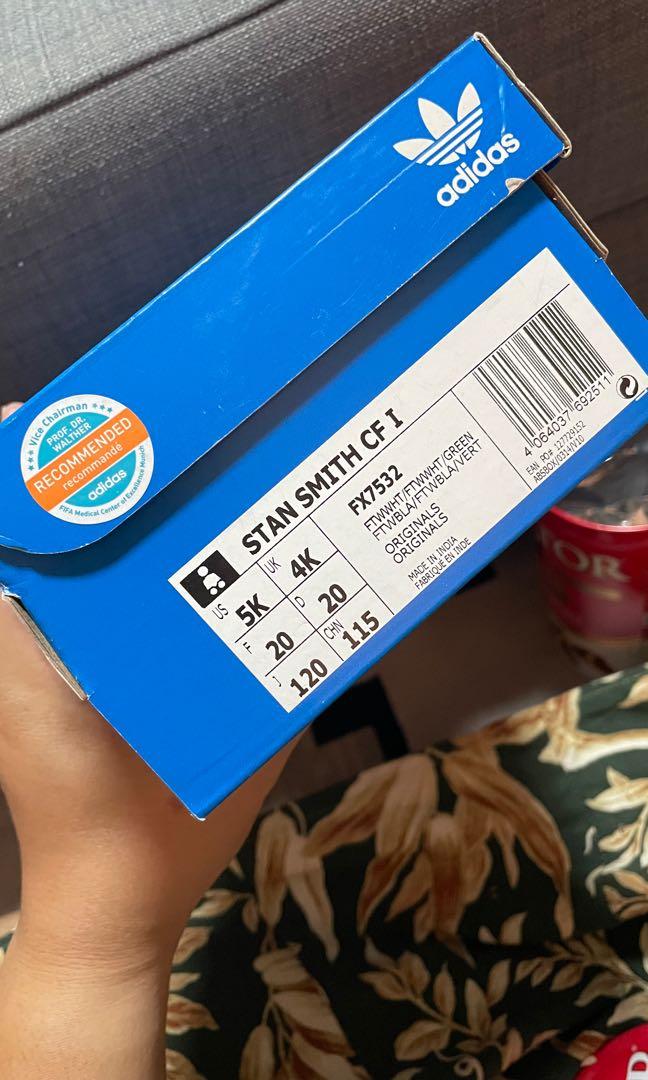 adidas
*** Vice Chairman ***
PROF. DR.
WALTHER
RECOMMENDED
recommandé
adidas
FIFA Medical Center of Excellence Munich
STAN SMITH CF I
US
5K
UK
4K
F
20
D
20
J
120
CHN
115
FX7532
FTWWHT/FTWWHT/GREEN
FTWBLA/FTWBLA/VERT
ORIGINALS
ORIGINALS
MADE IN INDIA
FABRIQUÉ EN INDE
4 064037 692511
EAN PO# 127729152
TOR